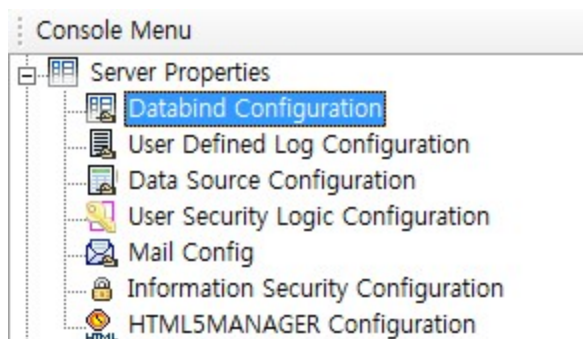 Console Menu
Server Properties
Databind Configuration
User Defined Log Configuration
Data Source Configuration
User Security Logic Configuration
Mail Config
Information Security Configuration
HTML5MANAGER Configuration